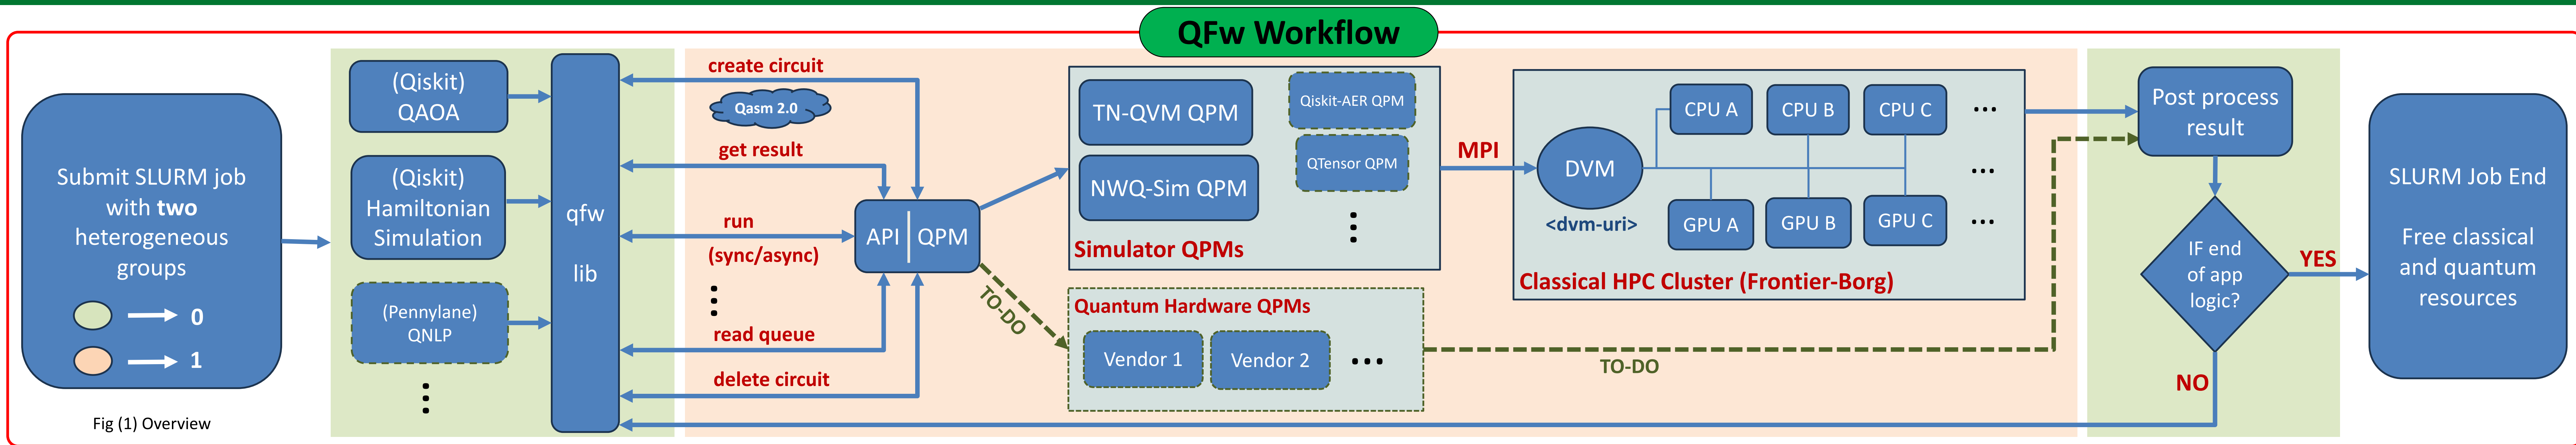 QFw Workflow
Submit SLURM job
with two
heterogeneous
groups
0
1
Fig (1) Overview
(Qiskit)
QAOA
(Qiskit)
Hamiltonian
Simulation
(Pennylane)
QNLP
qfw
lib
create circuit
Qasm 2.0
get result
run
(sync/async)
read queue
delete circuit
API | QPM
TO-DO
TN-QVM QPM
NWQ-Sim QPM
Qiskit-AER QPM
QTensor QPM
Simulator QPMs
Quantum Hardware QPMs
Vendor 1
Vendor 2
...
MPI
DVM
<dvm-uri>
CPU A
CPU B
CPU C
...
...
GPU A
GPU B
GPU C
...
Classical HPC Cluster (Frontier-Borg)
TO-DO
Post process
result
IF end
of app
logic?
YES
NO
SLURM Job End
Free classical
and quantum
resources